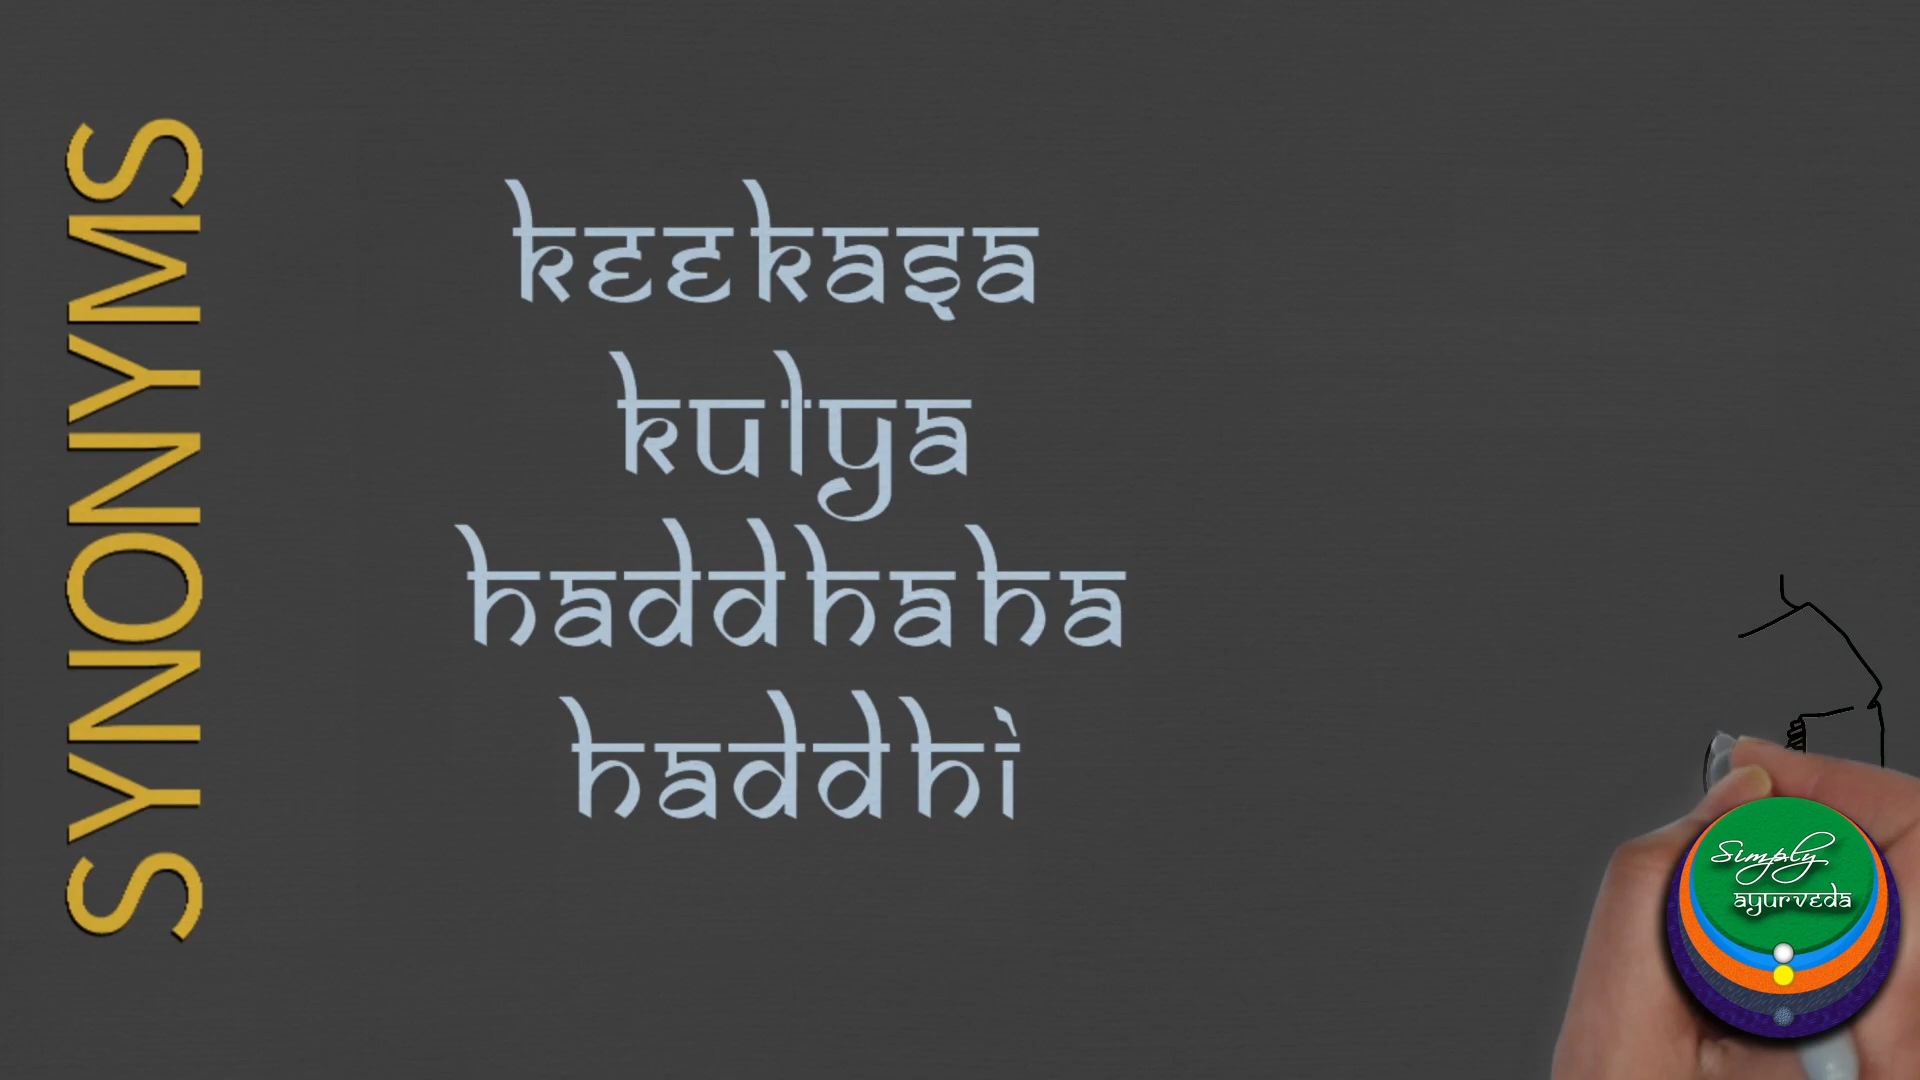 SYNONYMS
keekasa
kulya
haddhaha
haddhi
Simply
ayurveda